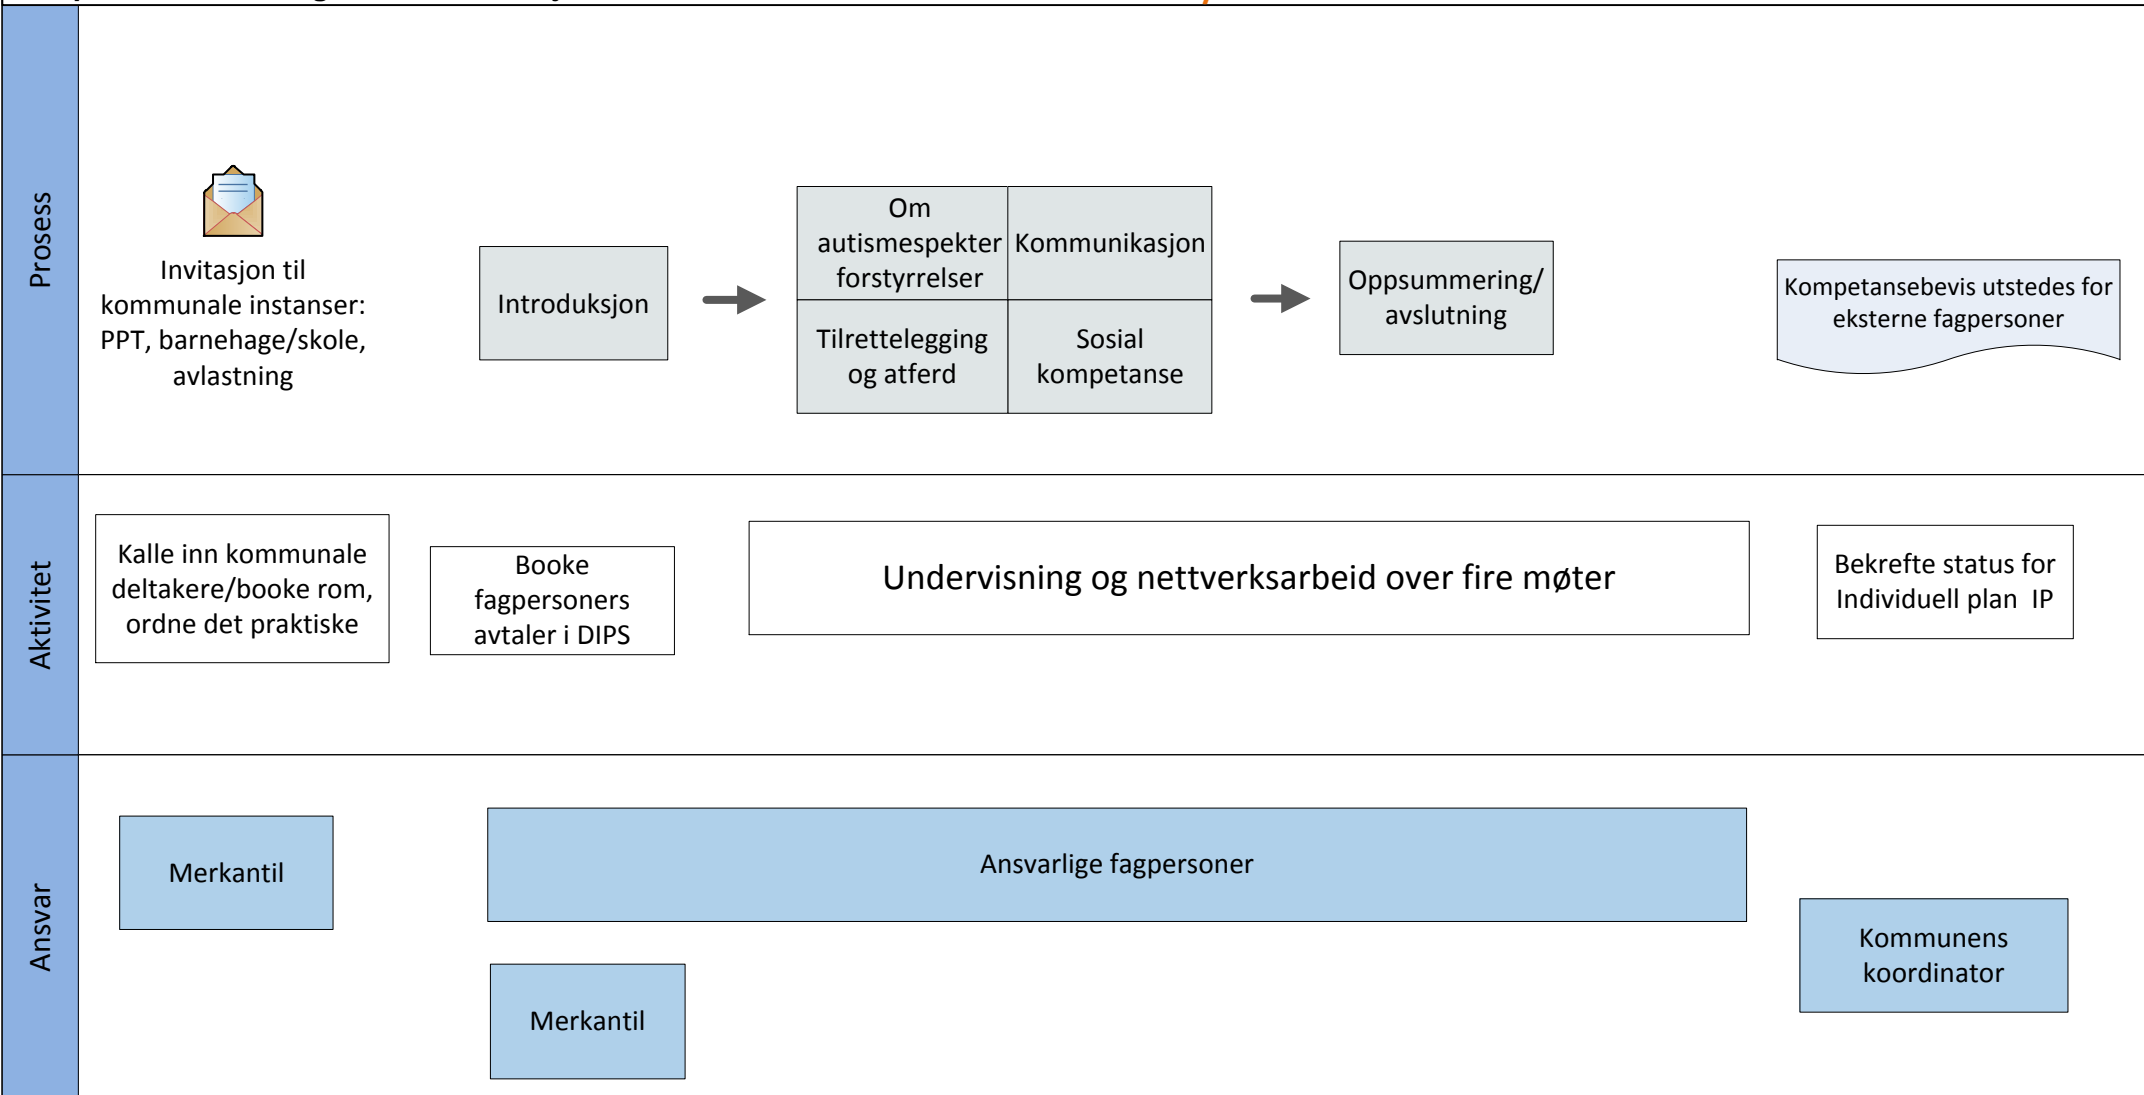 Prosess
Invitasjon til
kommunale instanser:
PPT, barnehage/skole,
avlastning
Introduksjon
Om
autismespekter
forstyrrelser
Kommunikasjon
Tilrettelegging
og atferd
Sosial
kompetanse
Oppsummering/
avslutning
Kompetansebevis utstedes for
eksterne fagpersoner
Aktivitet
Kalle inn kommunale
deltakere/booke rom,
ordne det praktiske
Booke
fagpersoners
avtaler i DIPS
Undervisning og nettverksarbeid over fire møter
Bekrefte status for
Individuell plan  IP
Ansvar
Merkantil
Ansvarlige fagpersoner
Merkantil
Kommunens
koordinator